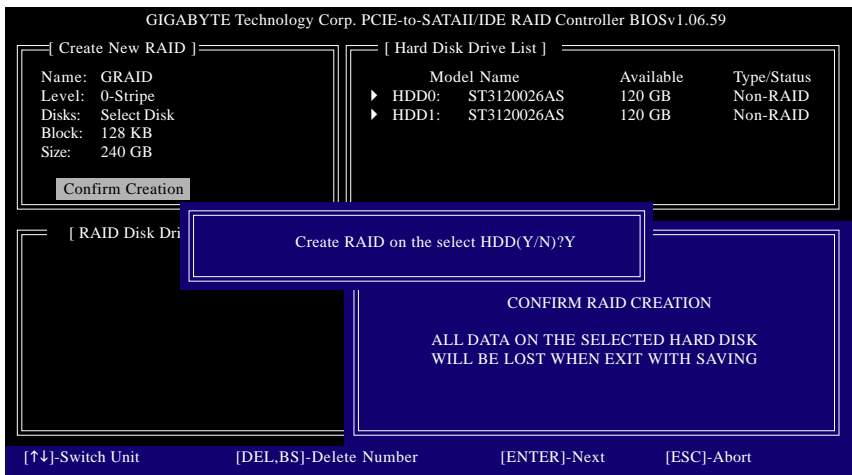 GIGABYTE Technology Corp. PCIE-to-SATAII/IDE RAID Controller BIOSv1.06.59
[ Create New RAID ]
Name: GRAID
Level: 0-Stripe
Disks: Select Disk
Block: 128 KB
Size: 240 GB
Confirm Creation
[ Hard Disk Drive List ]
Model Name Available Type/Status
HDD0: ST3120026AS 120 GB Non-RAID
HDD1: ST3120026AS 120 GB Non-RAID
[ RAID Disk Dri
Create RAID on the select HDD(Y/N)?Y
CONFIRM RAID CREATION
ALL DATA ON THE SELECTED HARD DISK
WILL BE LOST WHEN EXIT WITH SAVING
[↑↓]-Switch Unit [DEL,BS]-Delete Number [ENTER]-Next [ESC]-Abort